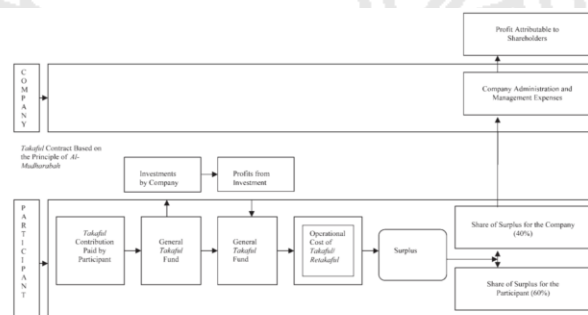 Profit Attributable to
Shareholders
C
O
M
P
A
N
Y
Company Administration and
Management Expenses
Takaful Contract Based on
the Principle of Al-
Mudharabah
Investments
by Company
Profits from
Investment
P
A
R
T
I
C
I
P
A
N
T
Takaful
Contribution
Paid by
Participant
General
Takaful
Fund
General
Takaful
Fund
Operational
Cost of
Takaful/
Retakaful
Surplus
Share of Surplus for the Company
(40%)
Share of Surplus for the
Participant (60%)